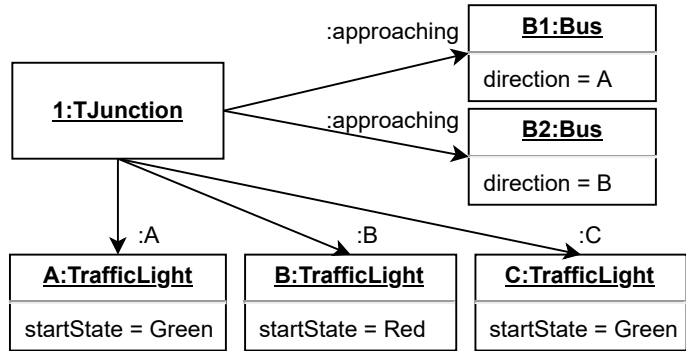 :approaching
B1:Bus
direction = A
1:TJunction
:approaching
B2:Bus
direction = B
:A
:B
:C
A:TrafficLight
startState = Green
B:TrafficLight
startState = Red
C:TrafficLight
startState = Green